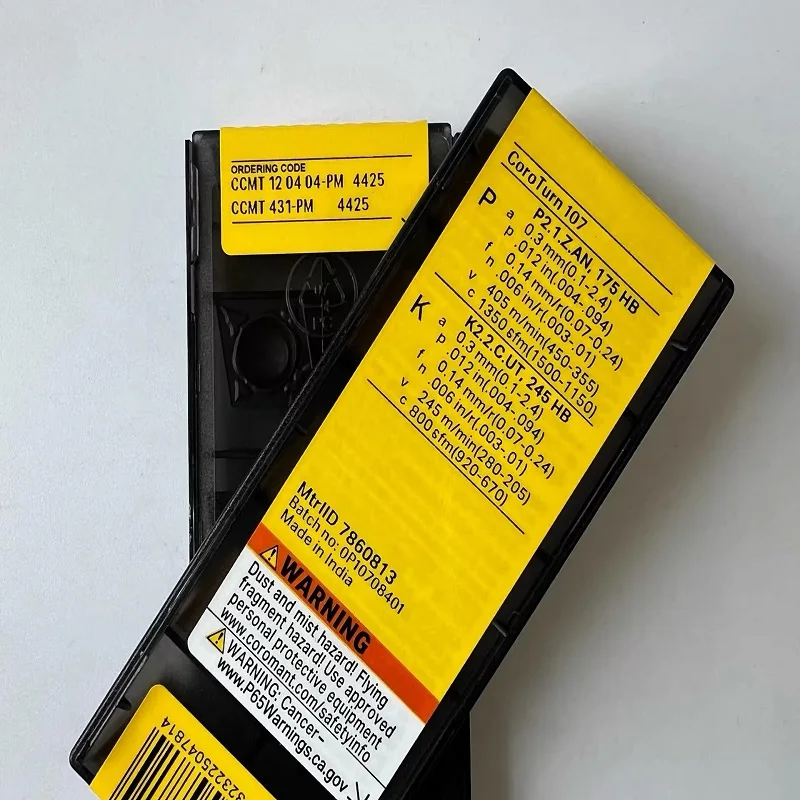 ORDERING CODE
CCMT 12 04 04-PM 4425
CCMT 431-PM 4425
CoroTurn 107
P P2.1.Z.AN, 175 HB
a p 0.3 mm(0.1-2.4)
.012 in(.004-.094)
f n 0.14 mm/r(0.07-0.24)
.006 in/r(.003-.01)
v c 405 m/min(450-355)
1350 sfm(1500-1150)
K K2.2.C.UT, 245 HB
a p 0.3 mm(0.1-2.4)
.012 in(.004-.094)
f n 0.14 mm/r(0.07-0.24)
.006 in/r(.003-.01)
v c 245 m/min(280-205)
800 sfm(920-670)
MtrlID 7860813
Batch no: 0P10708401
Made in India
WARNING
Dust and mist hazard! Flying
fragment hazard! Use approved
personal protective equipment
www.coromant.com/safetyinfo
WARNING: Cancer-
www.P65Warnings.ca.gov
323225047814